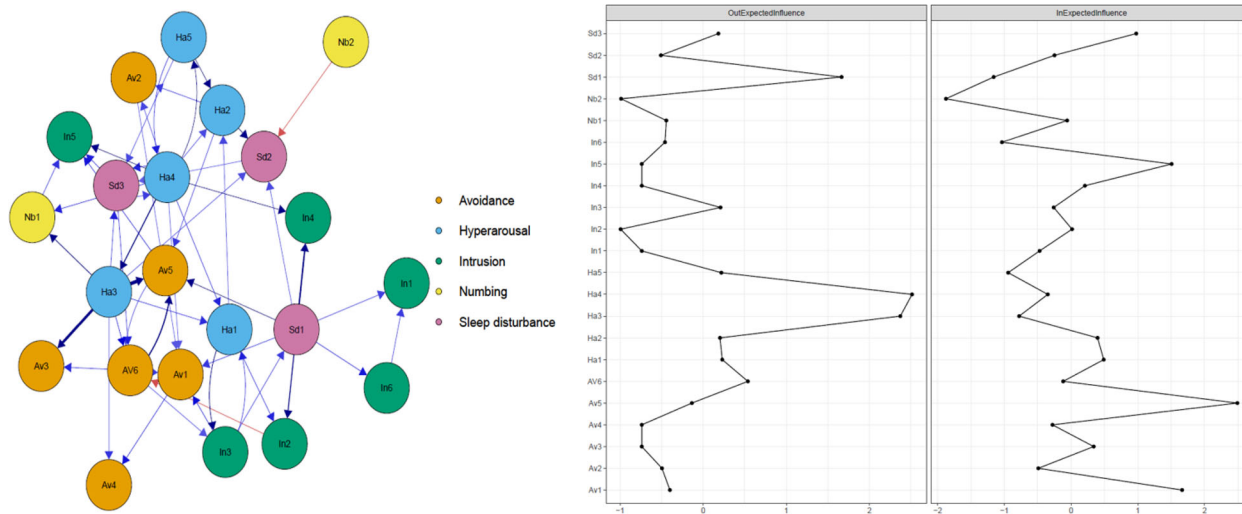 Ha5
Nb2
Av2
Ha2
In5
Sd2
Sd3
Ha4
Nb1
In4
Av5
Ha3
In1
Ha1
Sd1
Av3
AV6
Av1
In6
In3
In2
Av4
Avoidance
Hyperarousal
Intrusion
Numbing
Sleep disturbance
OutExpectedInfluence
InExpectedInfluence
Sd3
Sd2
Sd1
Nb2
Nb1
In6
In5
In4
In3
In2
In1
Ha5
Ha4
Ha3
Ha2
Ha1
AV6
Av5
Av4
Av3
Av2
Av1
−1 0 1 2
−2 −1 0 1 2